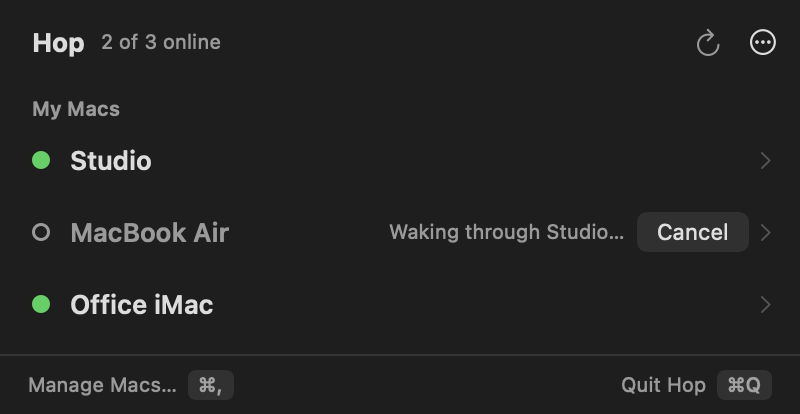 Hop 2 of 3 online
My Macs
Studio
MacBook Air Waking through Studio... Cancel
Office iMac
Manage Macs... ⌘, Quit Hop ⌘Q